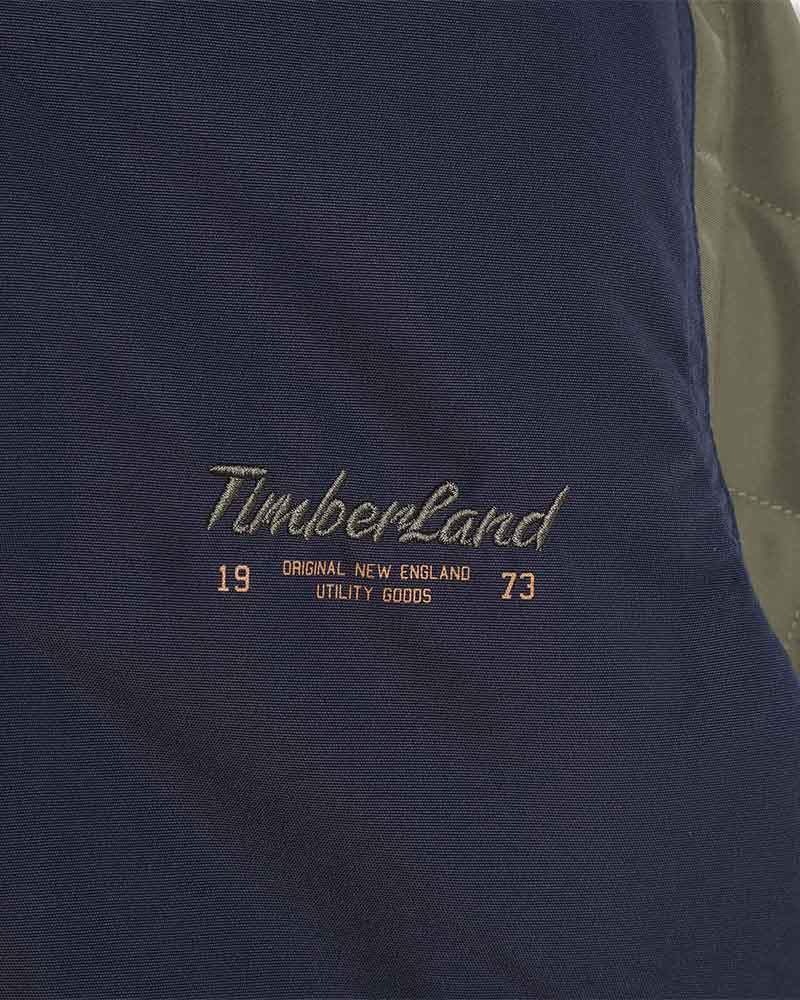 Timberland
19 ORIGINAL NEW ENGLAND 73
UTILITY GOODS